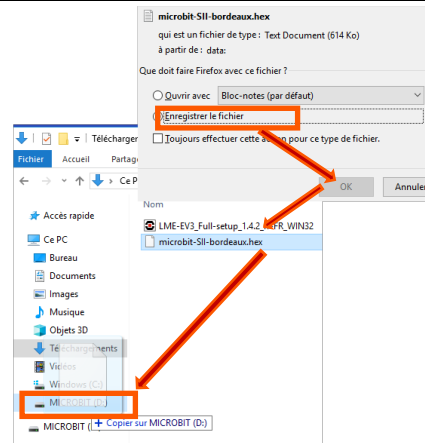 microbit-SII-bordeaux.hex
qui est un fichier de type : Text Document (614 Ko)
à partir de : data:
Que doit faire Firefox avec ce fichier ?
Ouvrir avec Bloc-notes (par défaut)
Enregistrer le fichier
Toujours effectuer cette action pour ce type de fichier.
OK Annuler
= | Télécharger
Fichier Accueil Partag
Ce P
Nom
Accès rapide
LME-EV3_Full-setup_1.4.2_ FR_WIN32
Ce PC
microbit-SII-bordeaux.hex
Bureau
Documents
Images
Musique
Objets 3D
Téléchargements
Vidéos
Windows (C:)
MICROBIT (D:)
MICROBIT ( + Copier sur MICROBIT (D:)